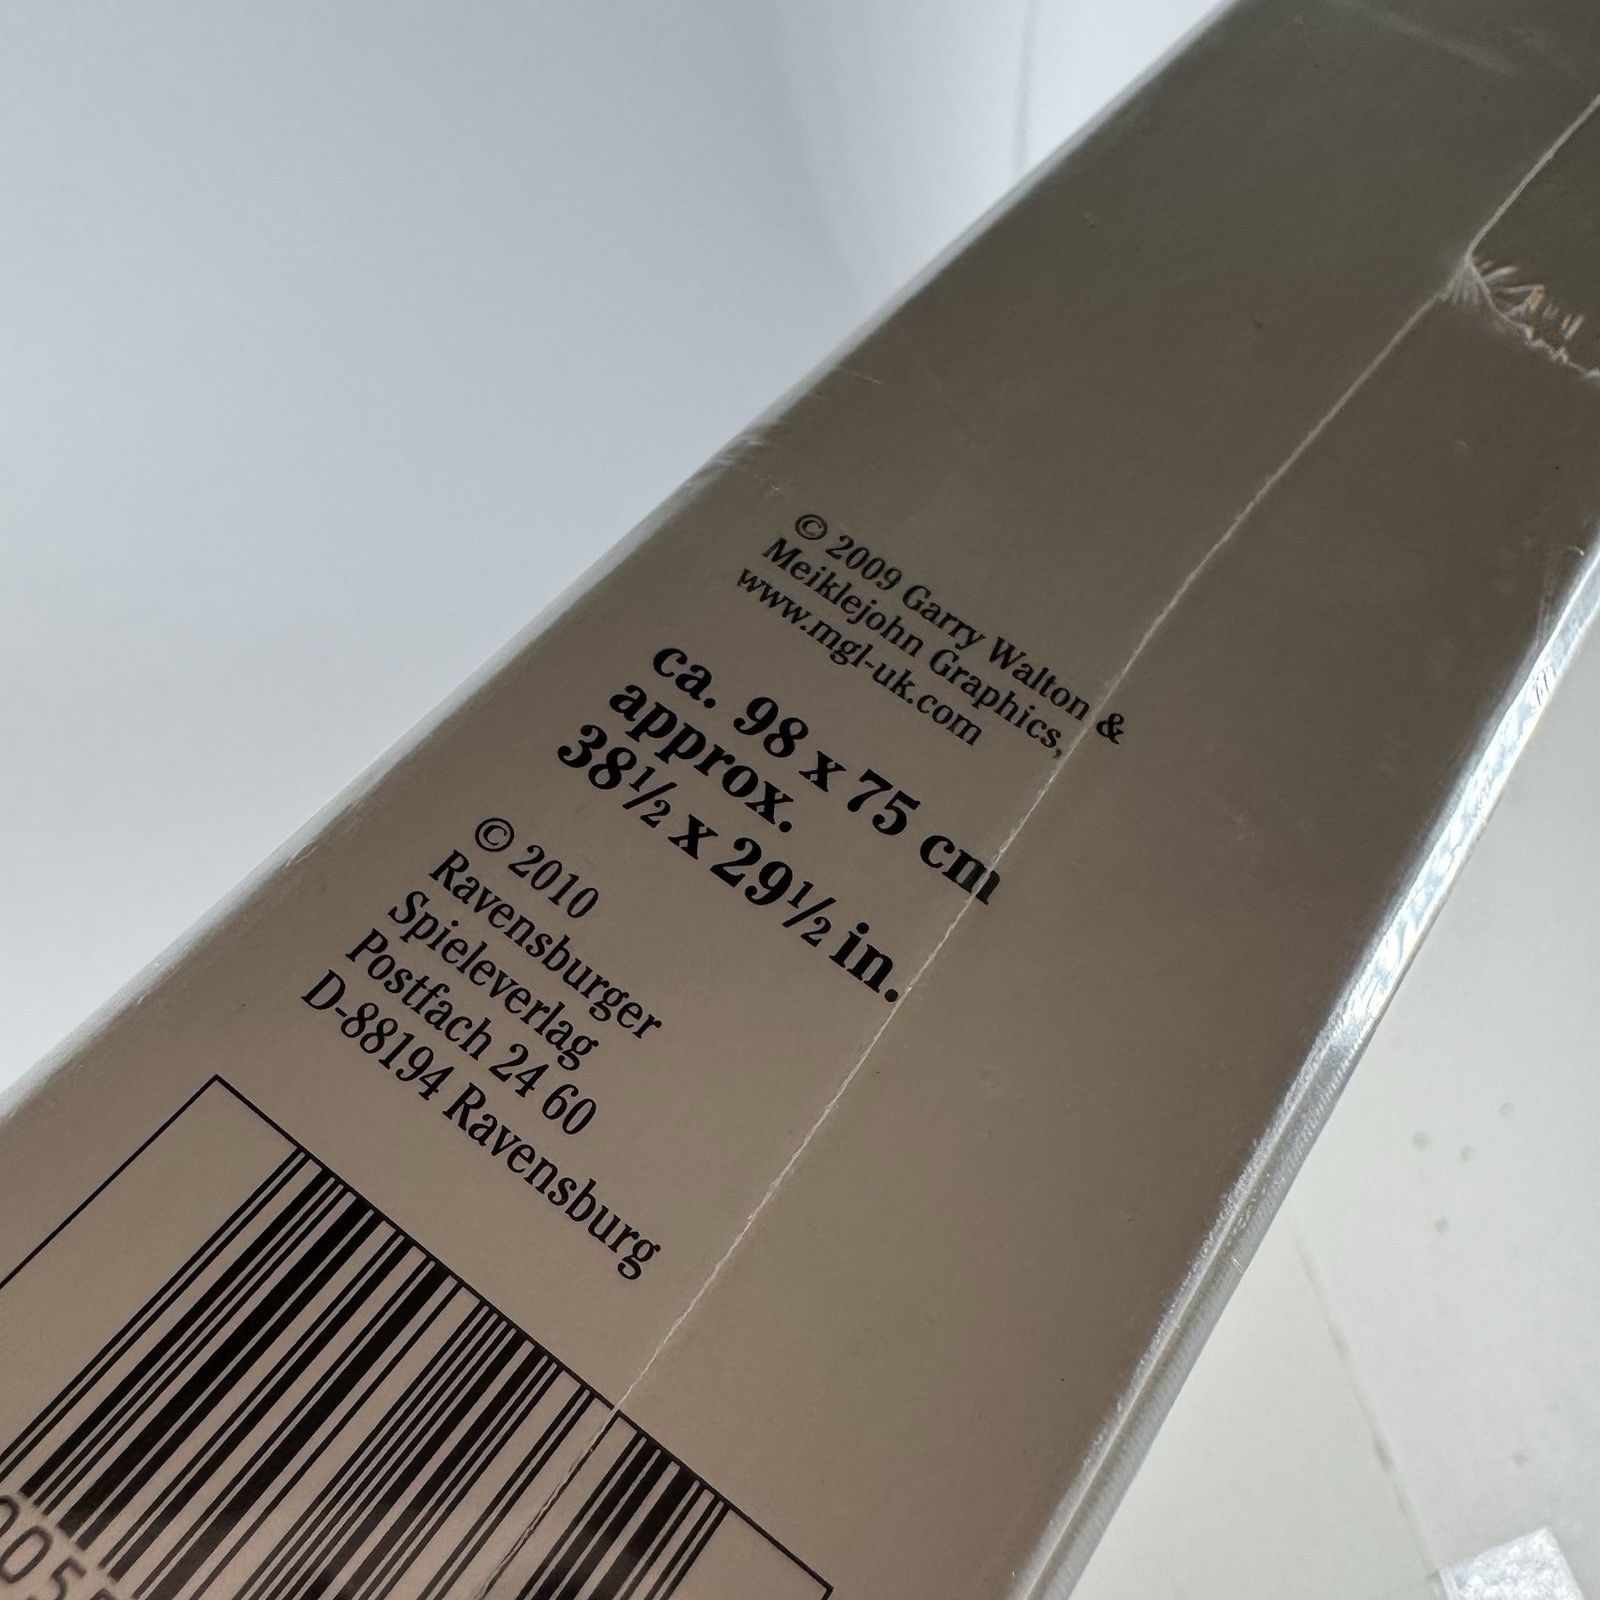 © 2009 Garry Walton &
Meiklejohn Graphics,
www.mgl-uk.com
ca. 98 x 75 cm
approx.
38½ x 29½ in.
© 2010
Ravensburger
Spieleverlag
Postfach 24 60
D-88194 Ravensburg